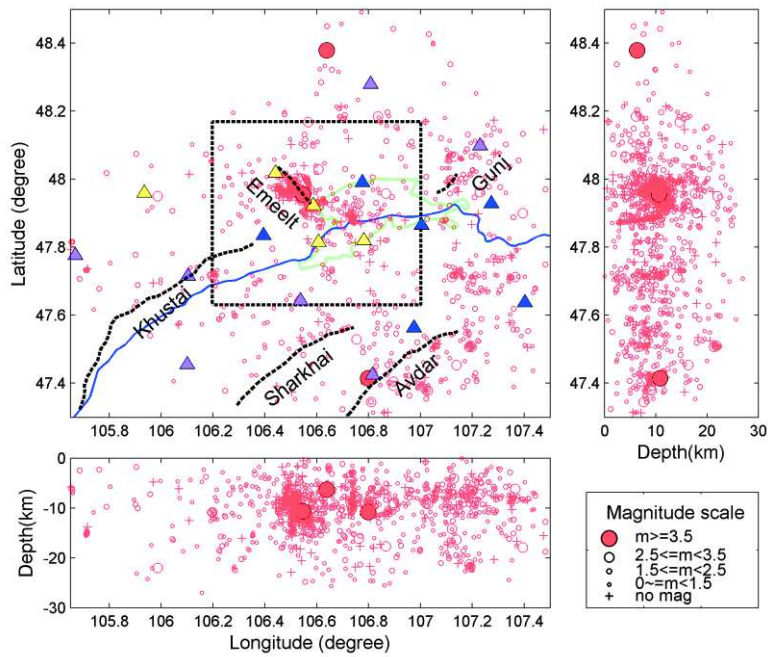 48.4
48.2
48
47.8
47.6
47.4
Latitude (degree)
Emeelt
Gunj
Khustai
Sharkhai
Avdar
105.8 106 106.2 106.4 106.6 106.8 107 107.2 107.4
48.4
48.2
48
47.8
47.6
47.4
0 10 20 30
Depth(km)
0
-10
-20
-30
Depth(km)
105.8 106 106.2 106.4 106.6 106.8 107 107.2 107.4
Longitude (degree)
Magnitude scale
m>=3.5
2.5<=m<3.5
1.5<=m<2.5
0~=m<1.5
no mag